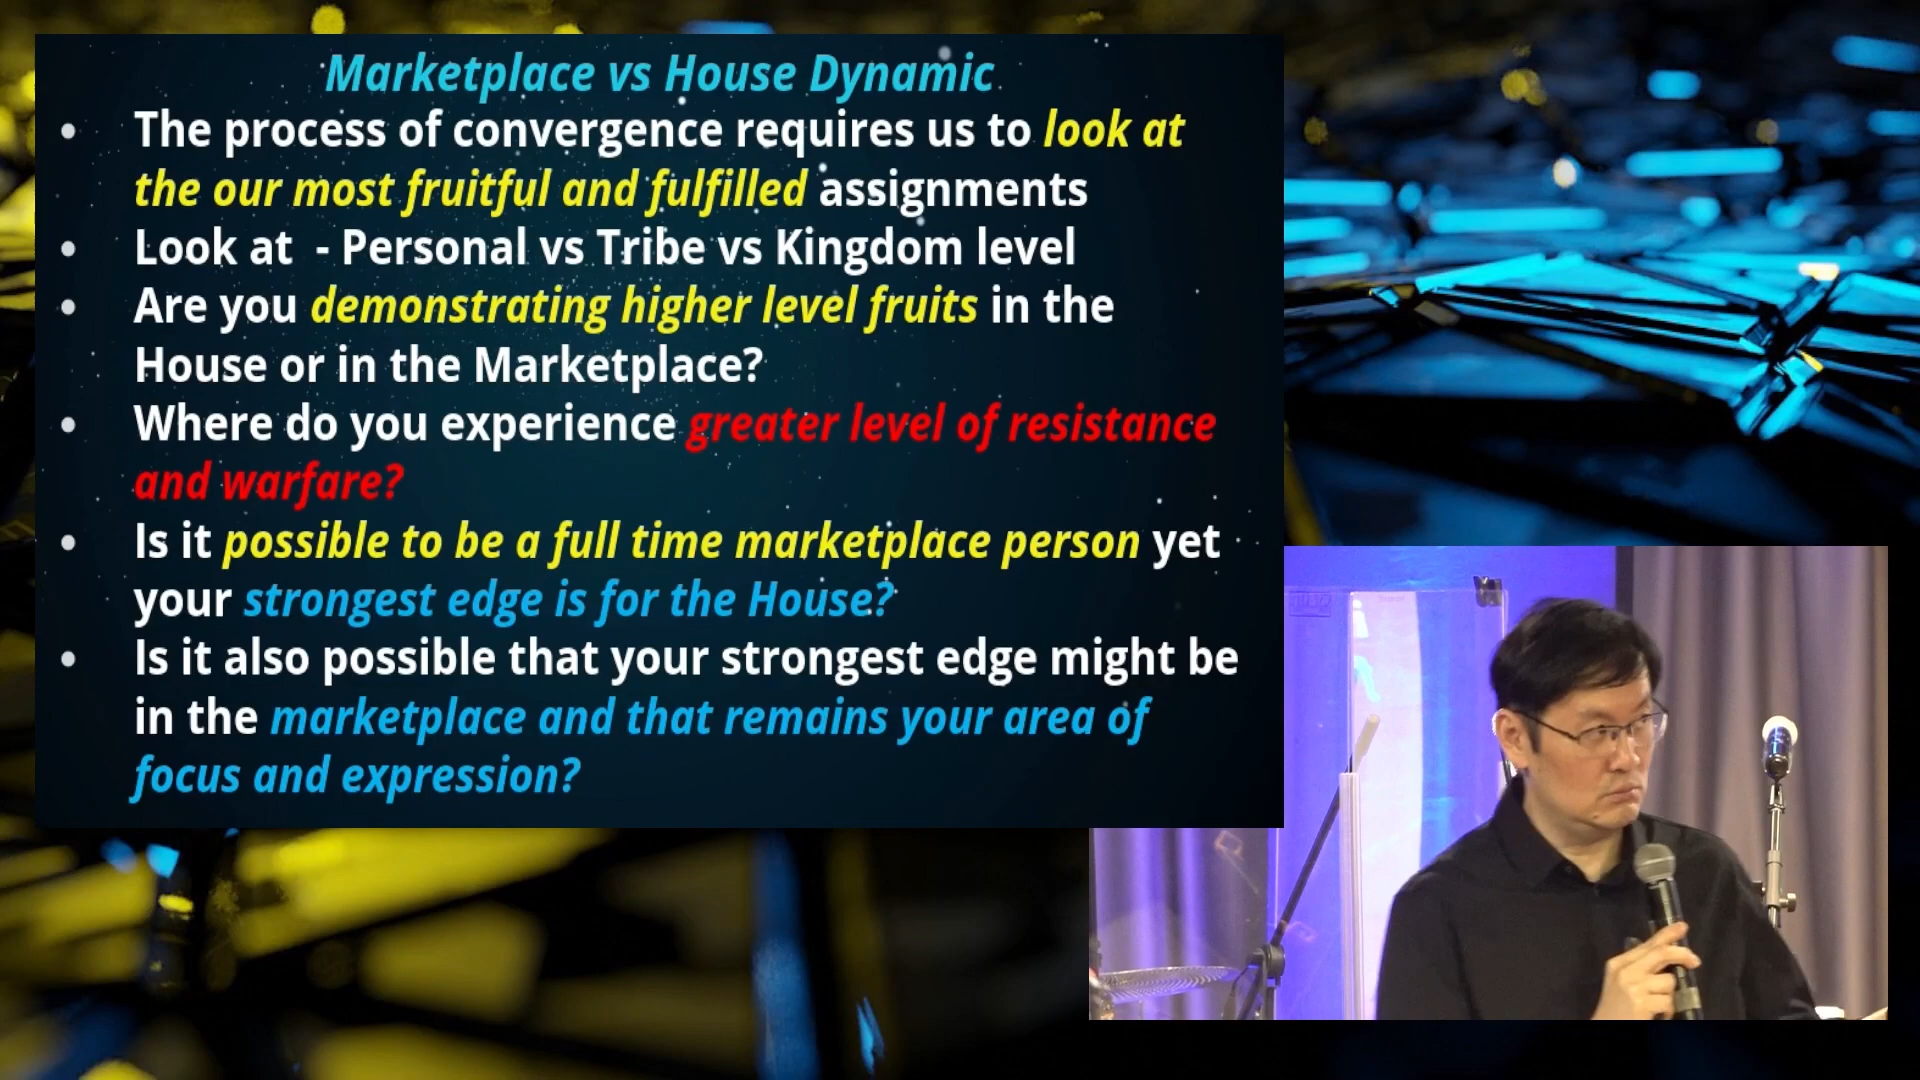 Marketplace vs House Dynamic
• The process of convergence requires us to look at
the our most fruitful and fulfilled assignments
• Look at  - Personal vs Tribe vs Kingdom level
• Are you demonstrating higher level fruits in the
House or in the Marketplace?
• Where do you experience greater level of resistance
and warfare?
• Is it possible to be a full time marketplace person yet
your strongest edge is for the House?
• Is it also possible that your strongest edge might be
in the marketplace and that remains your area of
focus and expression?